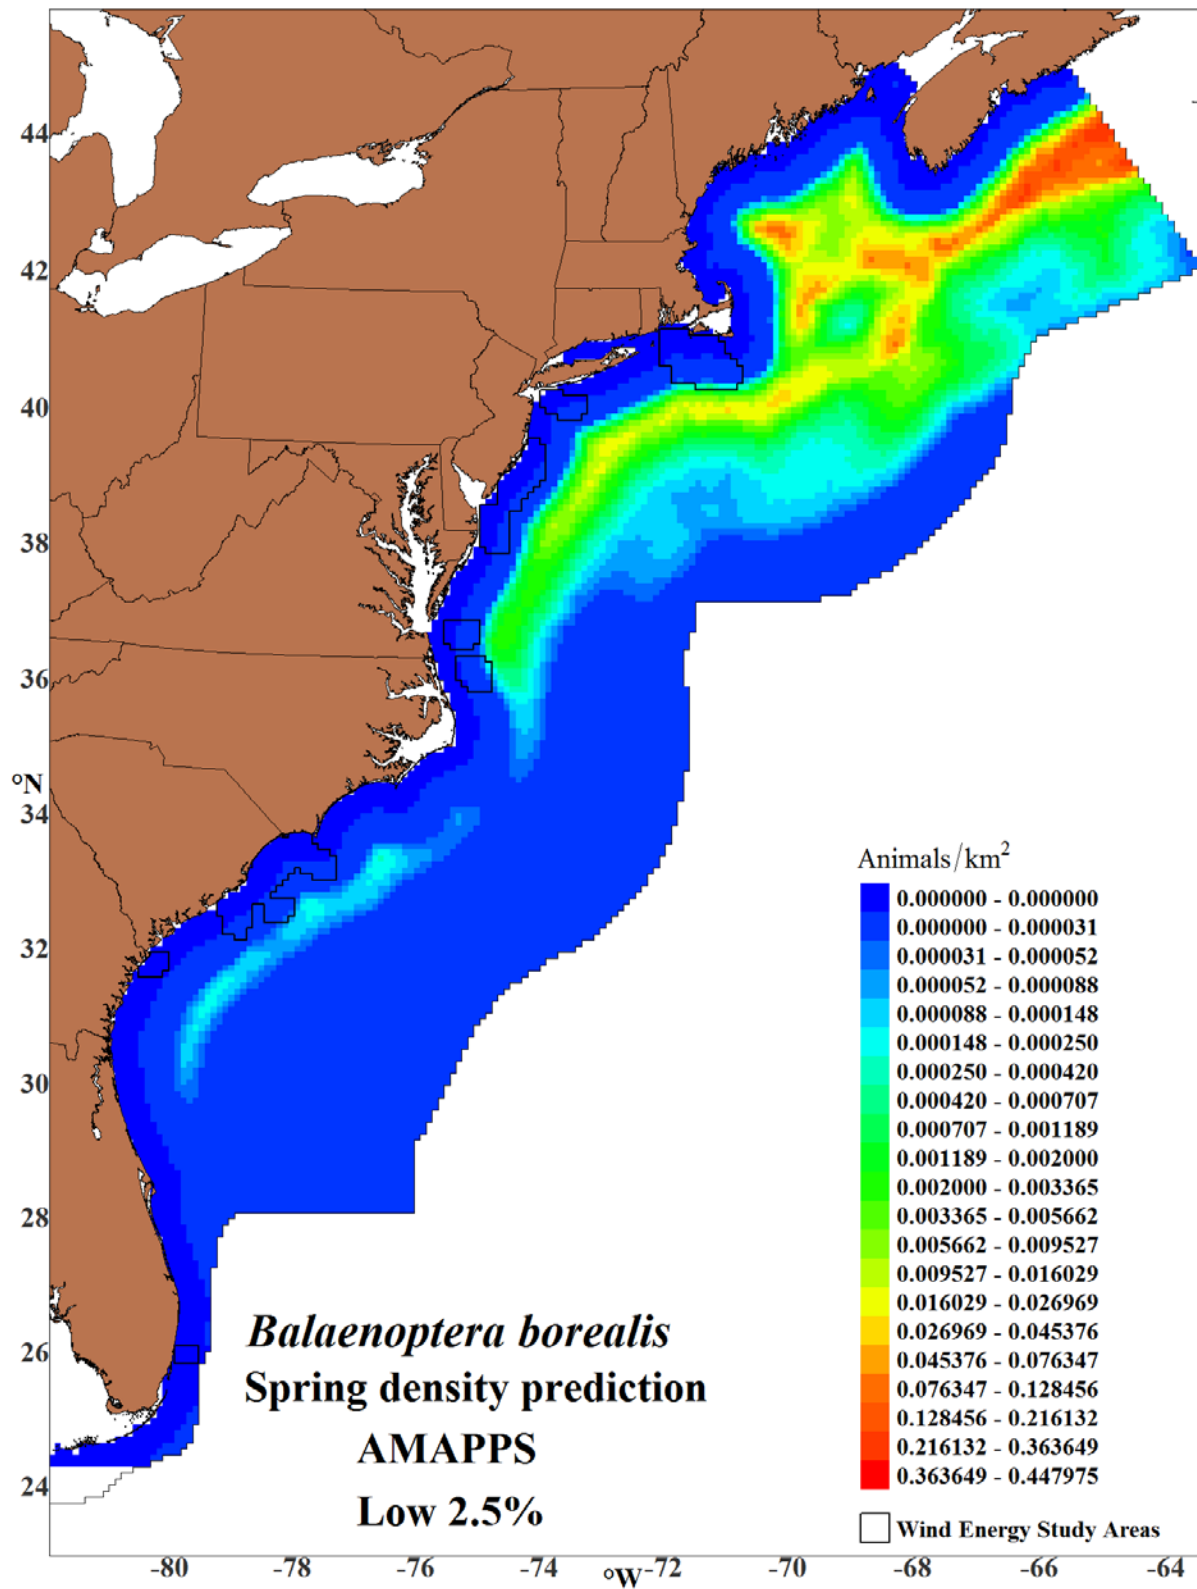 44
42
40
38
36
°N
34
32
30
28
26
24
Animals/km²
0.000000 - 0.000000
0.000000 - 0.000031
0.000031 - 0.000052
0.000052 - 0.000088
0.000088 - 0.000148
0.000148 - 0.000250
0.000250 - 0.000420
0.000420 - 0.000707
0.000707 - 0.001189
0.001189 - 0.002000
0.002000 - 0.003365
0.003365 - 0.005662
0.005662 - 0.009527
0.009527 - 0.016029
0.016029 - 0.026969
0.026969 - 0.045376
0.045376 - 0.076347
0.076347 - 0.128456
0.128456 - 0.216132
0.216132 - 0.363649
0.363649 - 0.447975
Wind Energy Study Areas
Balaenoptera borealis
Spring density prediction
AMAPPS
Low 2.5%
-80 -78 -76 -74 °W -72 -70 -68 -66 -64